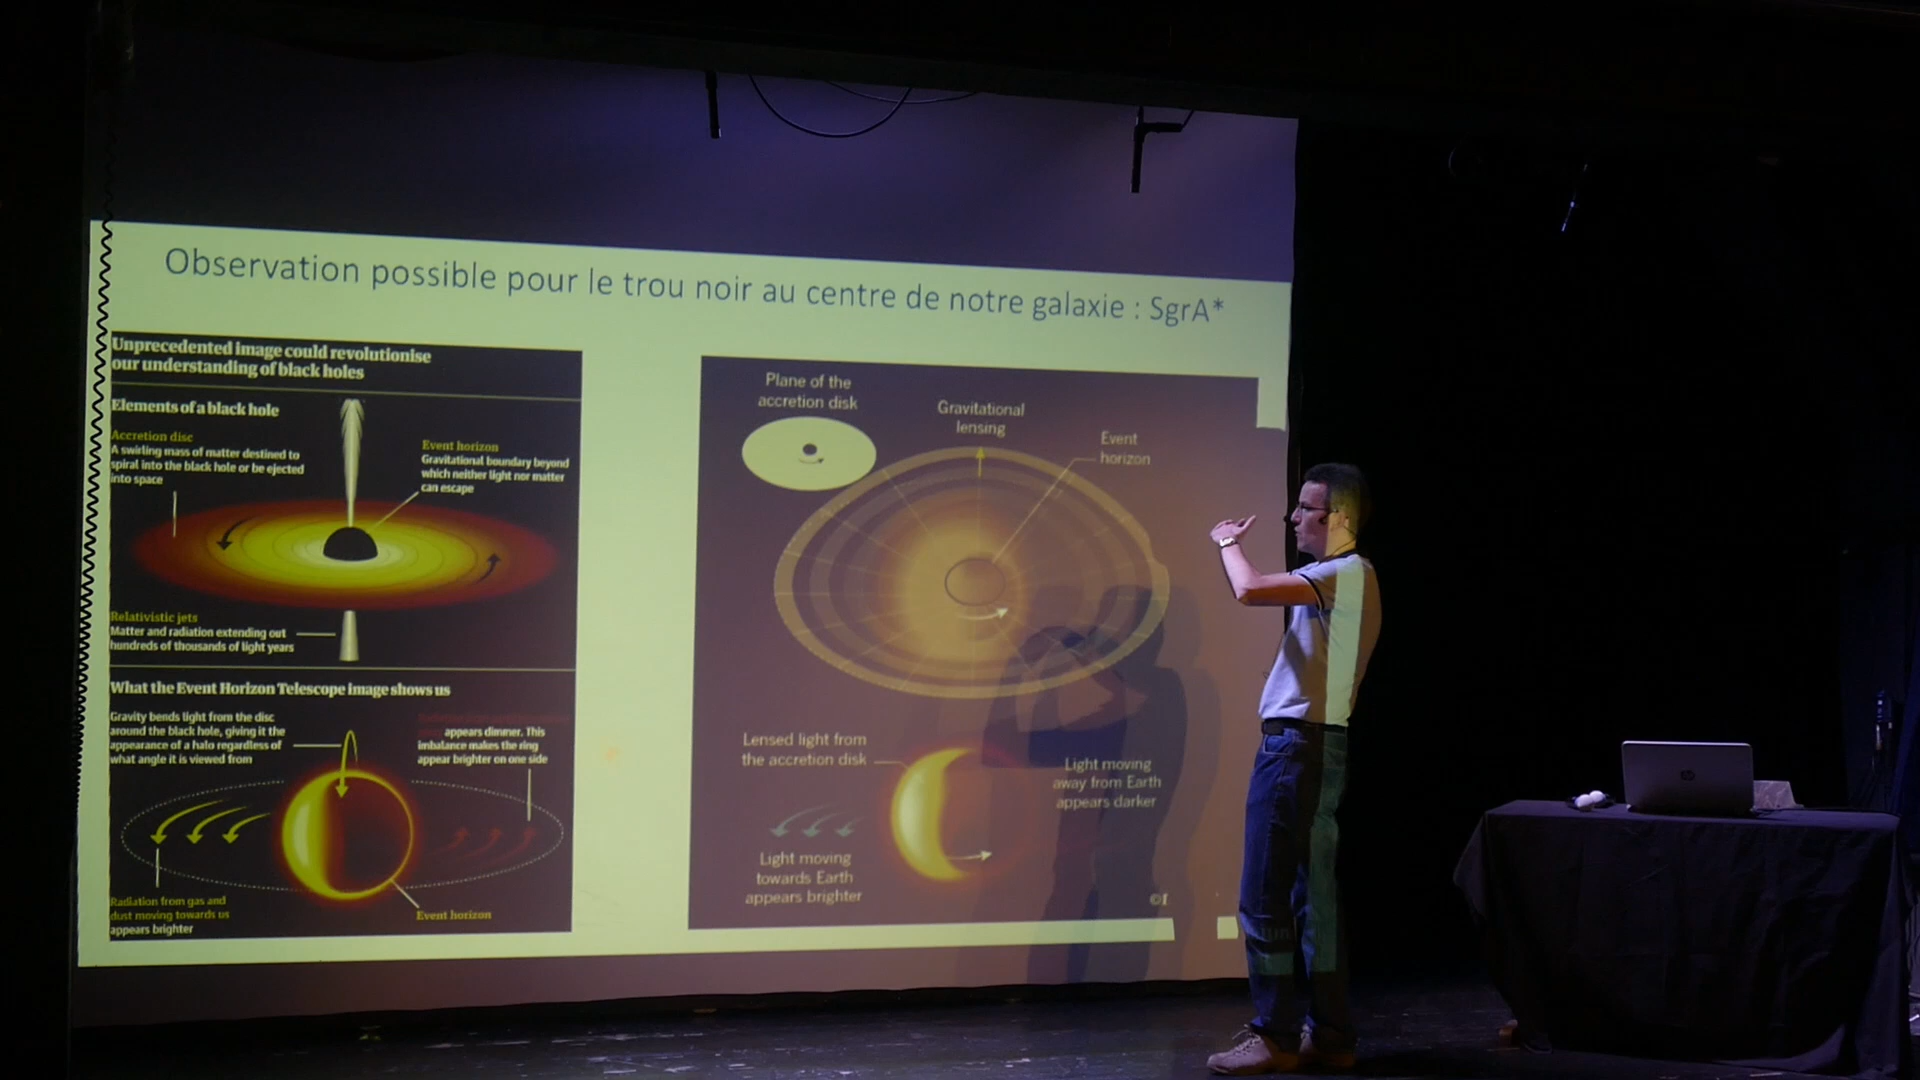 Observation possible pour le trou noir au centre de notre galaxie : SgrA*
Unprecedented image could revolutionise
our understanding of black holes
Elements of a black hole
Accretion disc
A swirling mass of matter destined to
spiral into the black hole or be ejected
into space
Event horizon
Gravitational boundary beyond
which neither light nor matter
can escape
Relativistic jets
Matter and radiation extending out
hundreds of thousands of light years
What the Event Horizon Telescope image shows us
Gravity bends light from the disc
around the black hole, giving it the
appearance of a halo regardless of
what angle it is viewed from
appears dimmer. This
imbalance makes the ring
appear brighter on one side
Radiation from gas and
dust moving towards us
appears brighter
Event horizon
Plane of the
accretion disk
Gravitational
lensing
Event
horizon
Lensed light from
the accretion disk
Light moving
away from Earth
appears darker
Light moving
towards Earth
appears brighter
hp